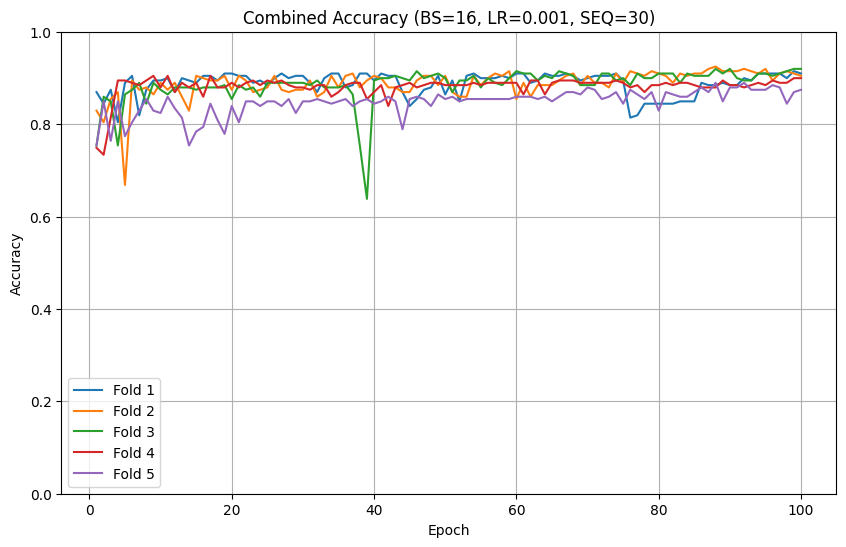 Combined Accuracy (BS=16, LR=0.001, SEQ=30)
1.0
0.8
0.6
0.4
0.2
0.0
Accuracy
Fold 1
Fold 2
Fold 3
Fold 4
Fold 5
0 20 40 60 80 100
Epoch